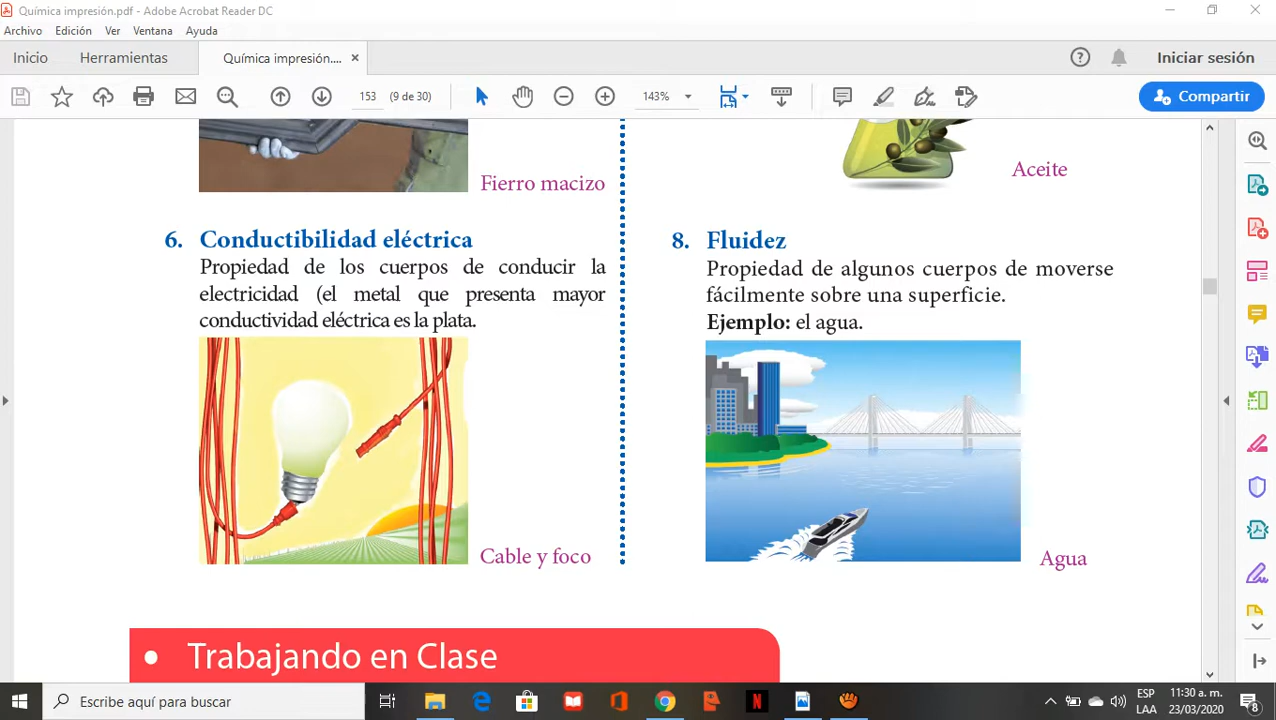 Química impresión.pdf - Adobe Acrobat Reader DC
Archivo Edición Ver Ventana Ayuda
Inicio Herramientas Química impresión.... × Iniciar sesión
153 (9 de 30) 143% Compartir
Fierro macizo
6. Conductibilidad eléctrica
Propiedad de los cuerpos de conducir la
electricidad (el metal que presenta mayor
conductividad eléctrica es la plata.
Cable y foco
Aceite
8. Fluidez
Propiedad de algunos cuerpos de moverse
fácilmente sobre una superficie.
Ejemplo: el agua.
Agua
• Trabajando en Clase
Escribe aquí para buscar
ESP
LAA
11:30 a. m.
23/03/2020
8